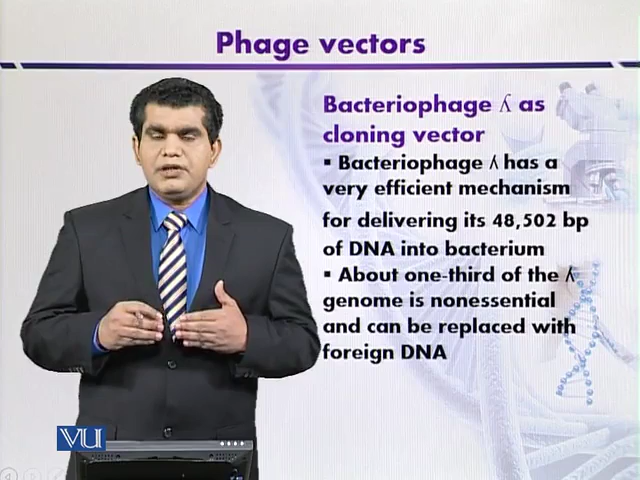 Phage vectors
Bacteriophage ʎ as
cloning vector
▪ Bacteriophage ʎ has a
very efficient mechanism
for delivering its 48,502 bp
of DNA into bacterium
▪ About one-third of the ʎ
genome is nonessential
and can be replaced with
foreign DNA
VU